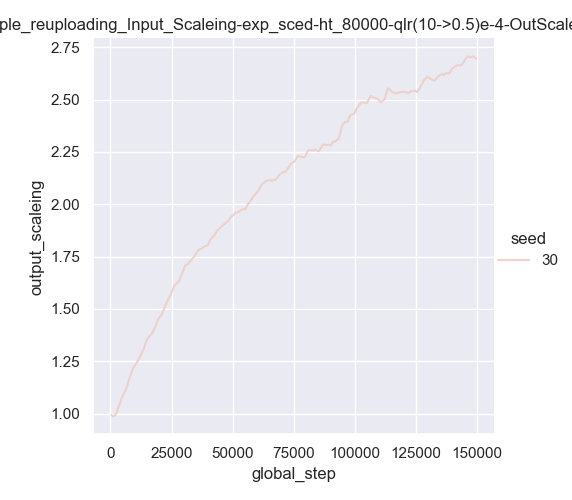 ple_reuploading_Input_Scaleing-exp_sced-ht_80000-qlr(10->0.5)e-4-OutScale
2.75
2.50
2.25
2.00
1.75
1.50
1.25
1.00
output_scaleing
0 25000 50000 75000 100000 125000 150000
global_step
seed
30